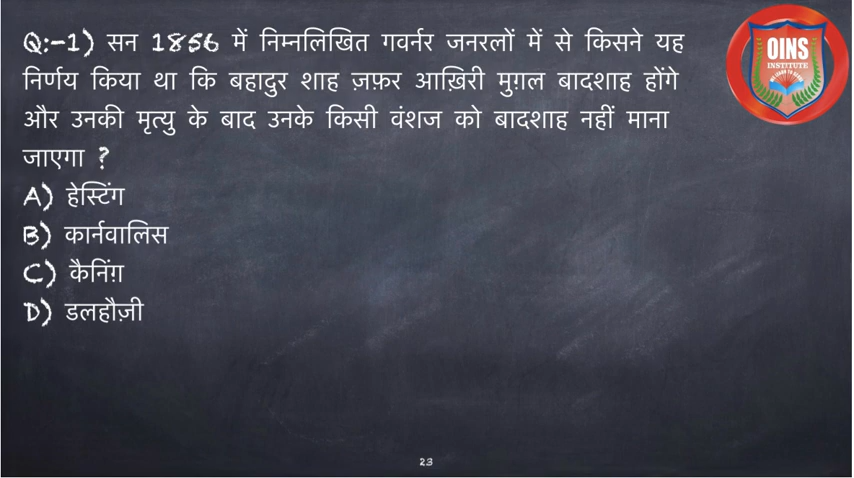 Q:-1) सन 1856 में निम्नलिखित गवर्नर जनरलों में से किसने यह
निर्णय किया था कि बहादुर शाह ज़फ़र आख़िरी मुग़ल बादशाह होंगे
और उनकी मृत्यु के बाद उनके किसी वंशज को बादशाह नहीं माना
जाएगा ?
A) हेस्टिंग
B) कार्नवालिस
C) कैनिंग़
D) डलहौज़ी
OINS
INSTITUTE
23